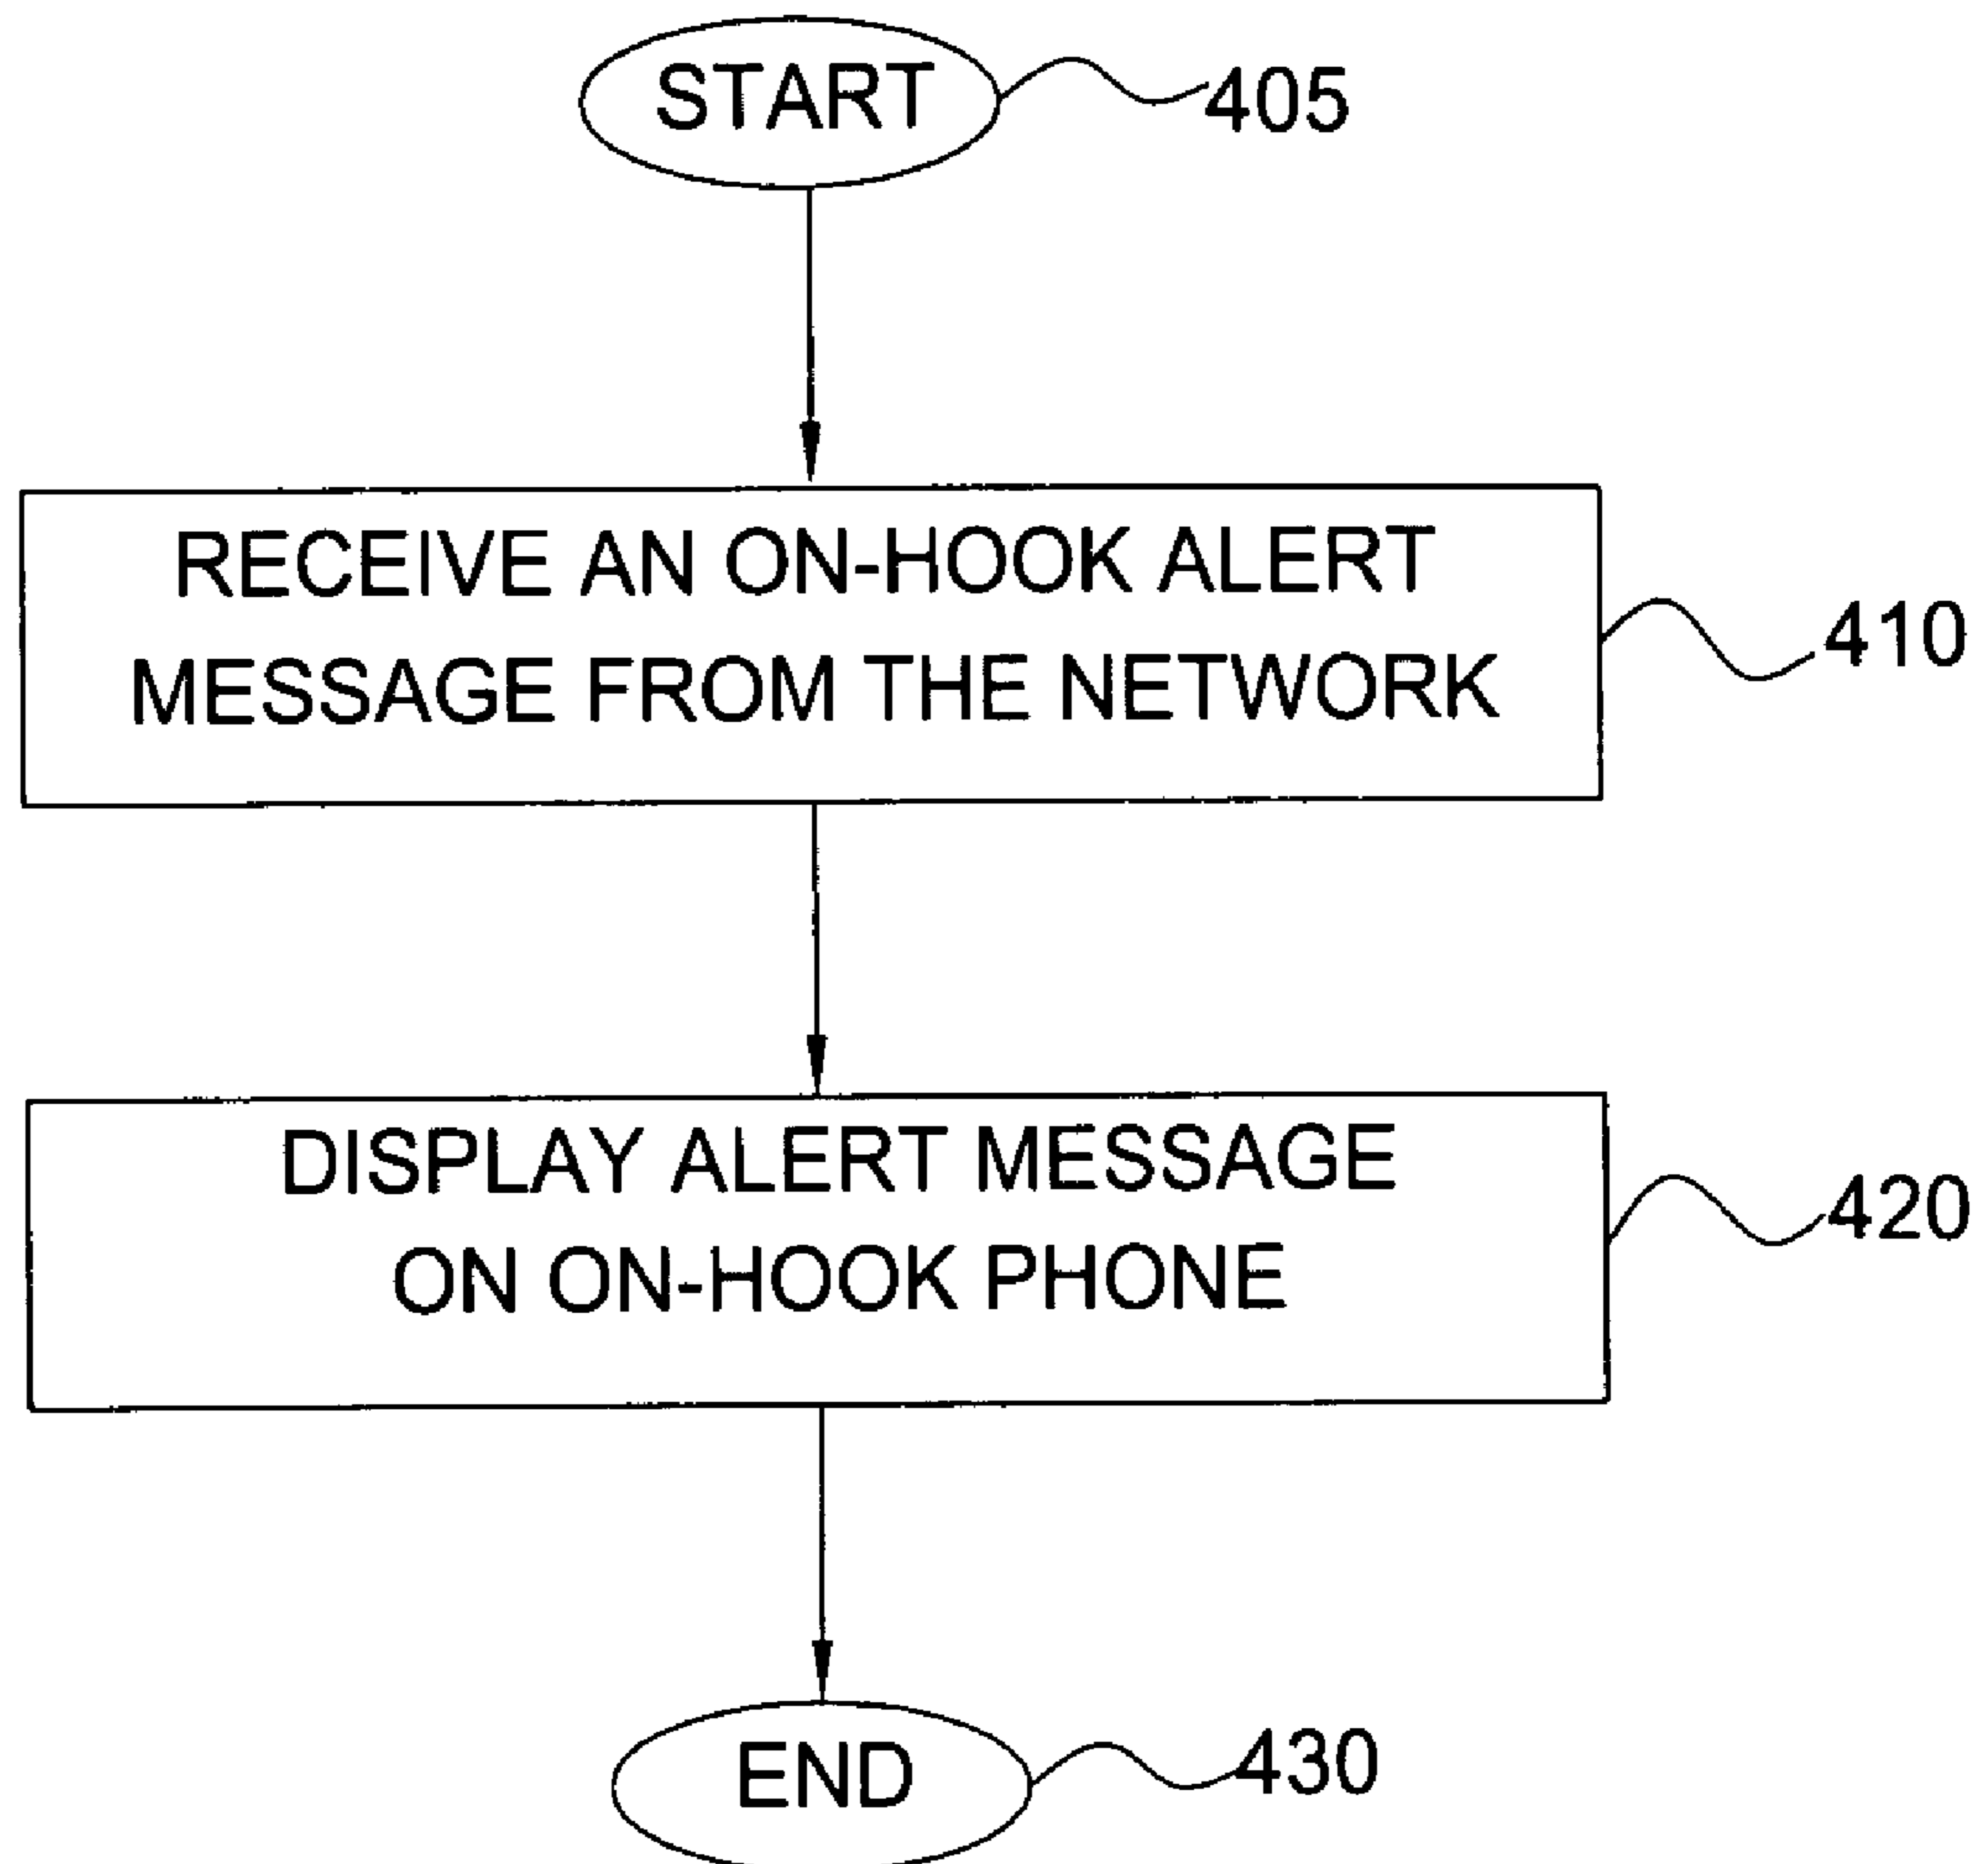 START
405
RECEIVE AN ON-HOOK ALERT
MESSAGE FROM THE NETWORK
410
DISPLAY ALERT MESSAGE
ON ON-HOOK PHONE
420
END
430